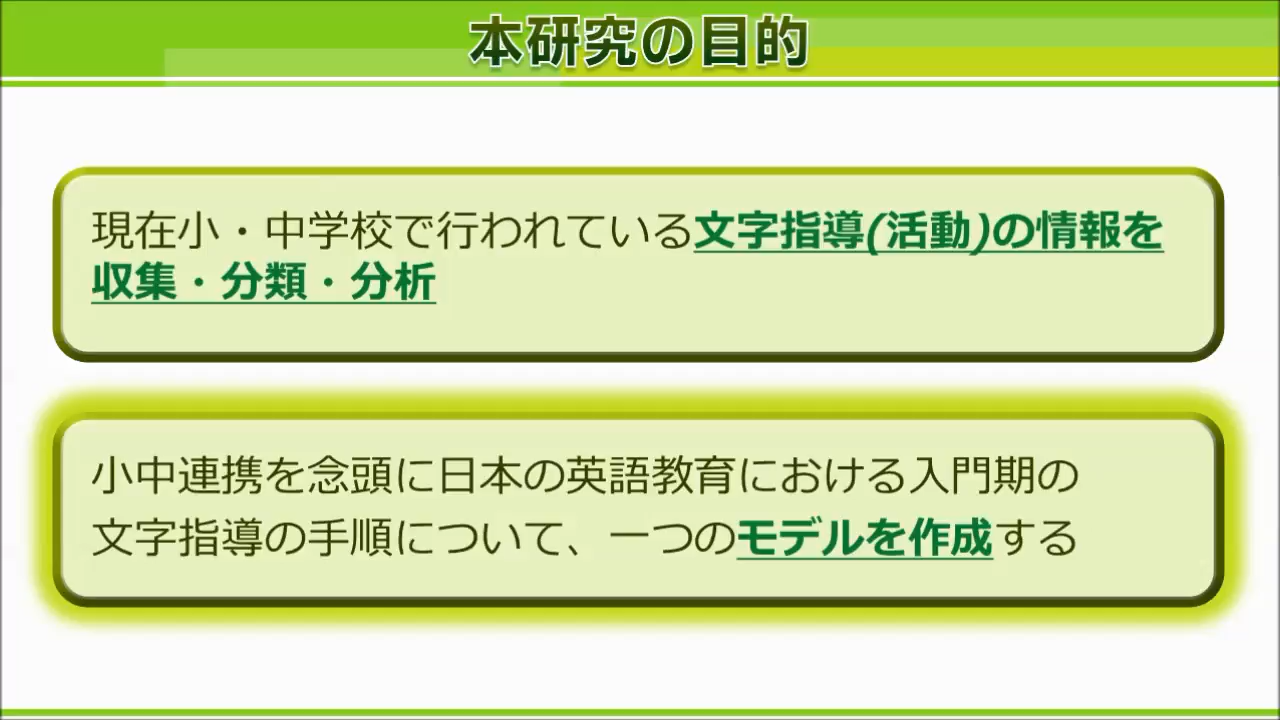 本研究の目的
現在小・中学校で行われている文字指導(活動)の情報を
収集・分類・分析
小中連携を念頭に日本の英語教育における入門期の
文字指導の手順について、一つのモデルを作成する